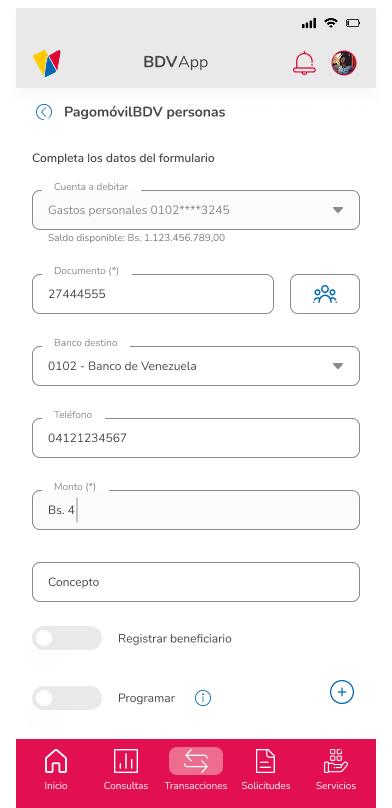 BDVApp
PagomóvilBDV personas
Completa los datos del formulario
Cuenta a debitar
Gastos personales 0102****3245
Saldo disponible: Bs. 1.123.456.789,00
Documento (*)
27444555
Banco destino
0102 - Banco de Venezuela
Teléfono
04121234567
Monto (*)
Bs. 4
Concepto
Registrar beneficiario
Programar
Inicio Consultas Transacciones Solicitudes Servicios